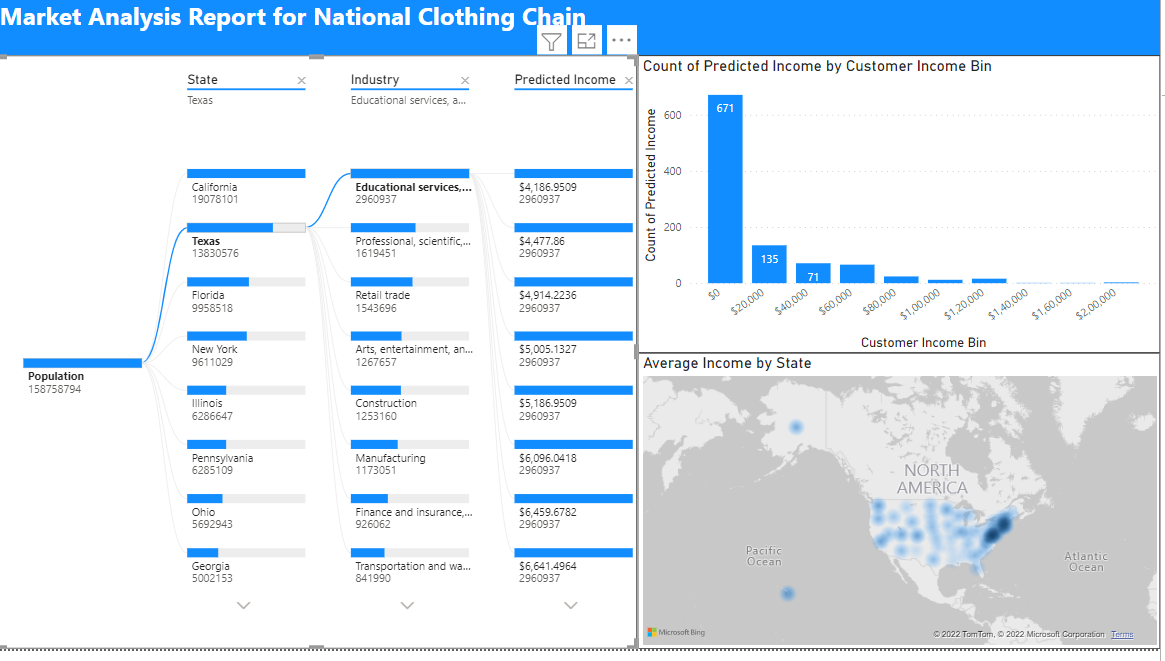 Market Analysis Report for National Clothing Chain
State
Texas
Industry
Educational services, a...
Predicted Income
Population
158758794
California
19078101
Texas
13830576
Florida
9958518
New York
9611029
Illinois
6286647
Pennsylvania
6285109
Ohio
5692943
Georgia
5002153
Educational services,...
2960937
Professional, scientific,...
1619451
Retail trade
1543696
Arts, entertainment, an...
1267657
Construction
1253160
Manufacturing
1173051
Finance and insurance,...
926062
Transportation and wa...
841990
$4,186.9509
2960937
$4,477.86
2960937
$4,914.2236
2960937
$5,005.1327
2960937
$5,186.9509
2960937
$6,096.0418
2960937
$6,459.6782
2960937
$6,641.4964
2960937
Count of Predicted Income by Customer Income Bin
Count of Predicted Income
600
400
200
0
671
135
71
$0
$20,000
$40,000
$60,000
$80,000
$1,00,000
$1,20,000
$1,40,000
$1,60,000
$2,00,000
Customer Income Bin
Average Income by State
NORTH
AMERICA
Pacific
Ocean
Atlantic
Ocean
Microsoft Bing
© 2022 TomTom, © 2022 Microsoft Corporation Terms